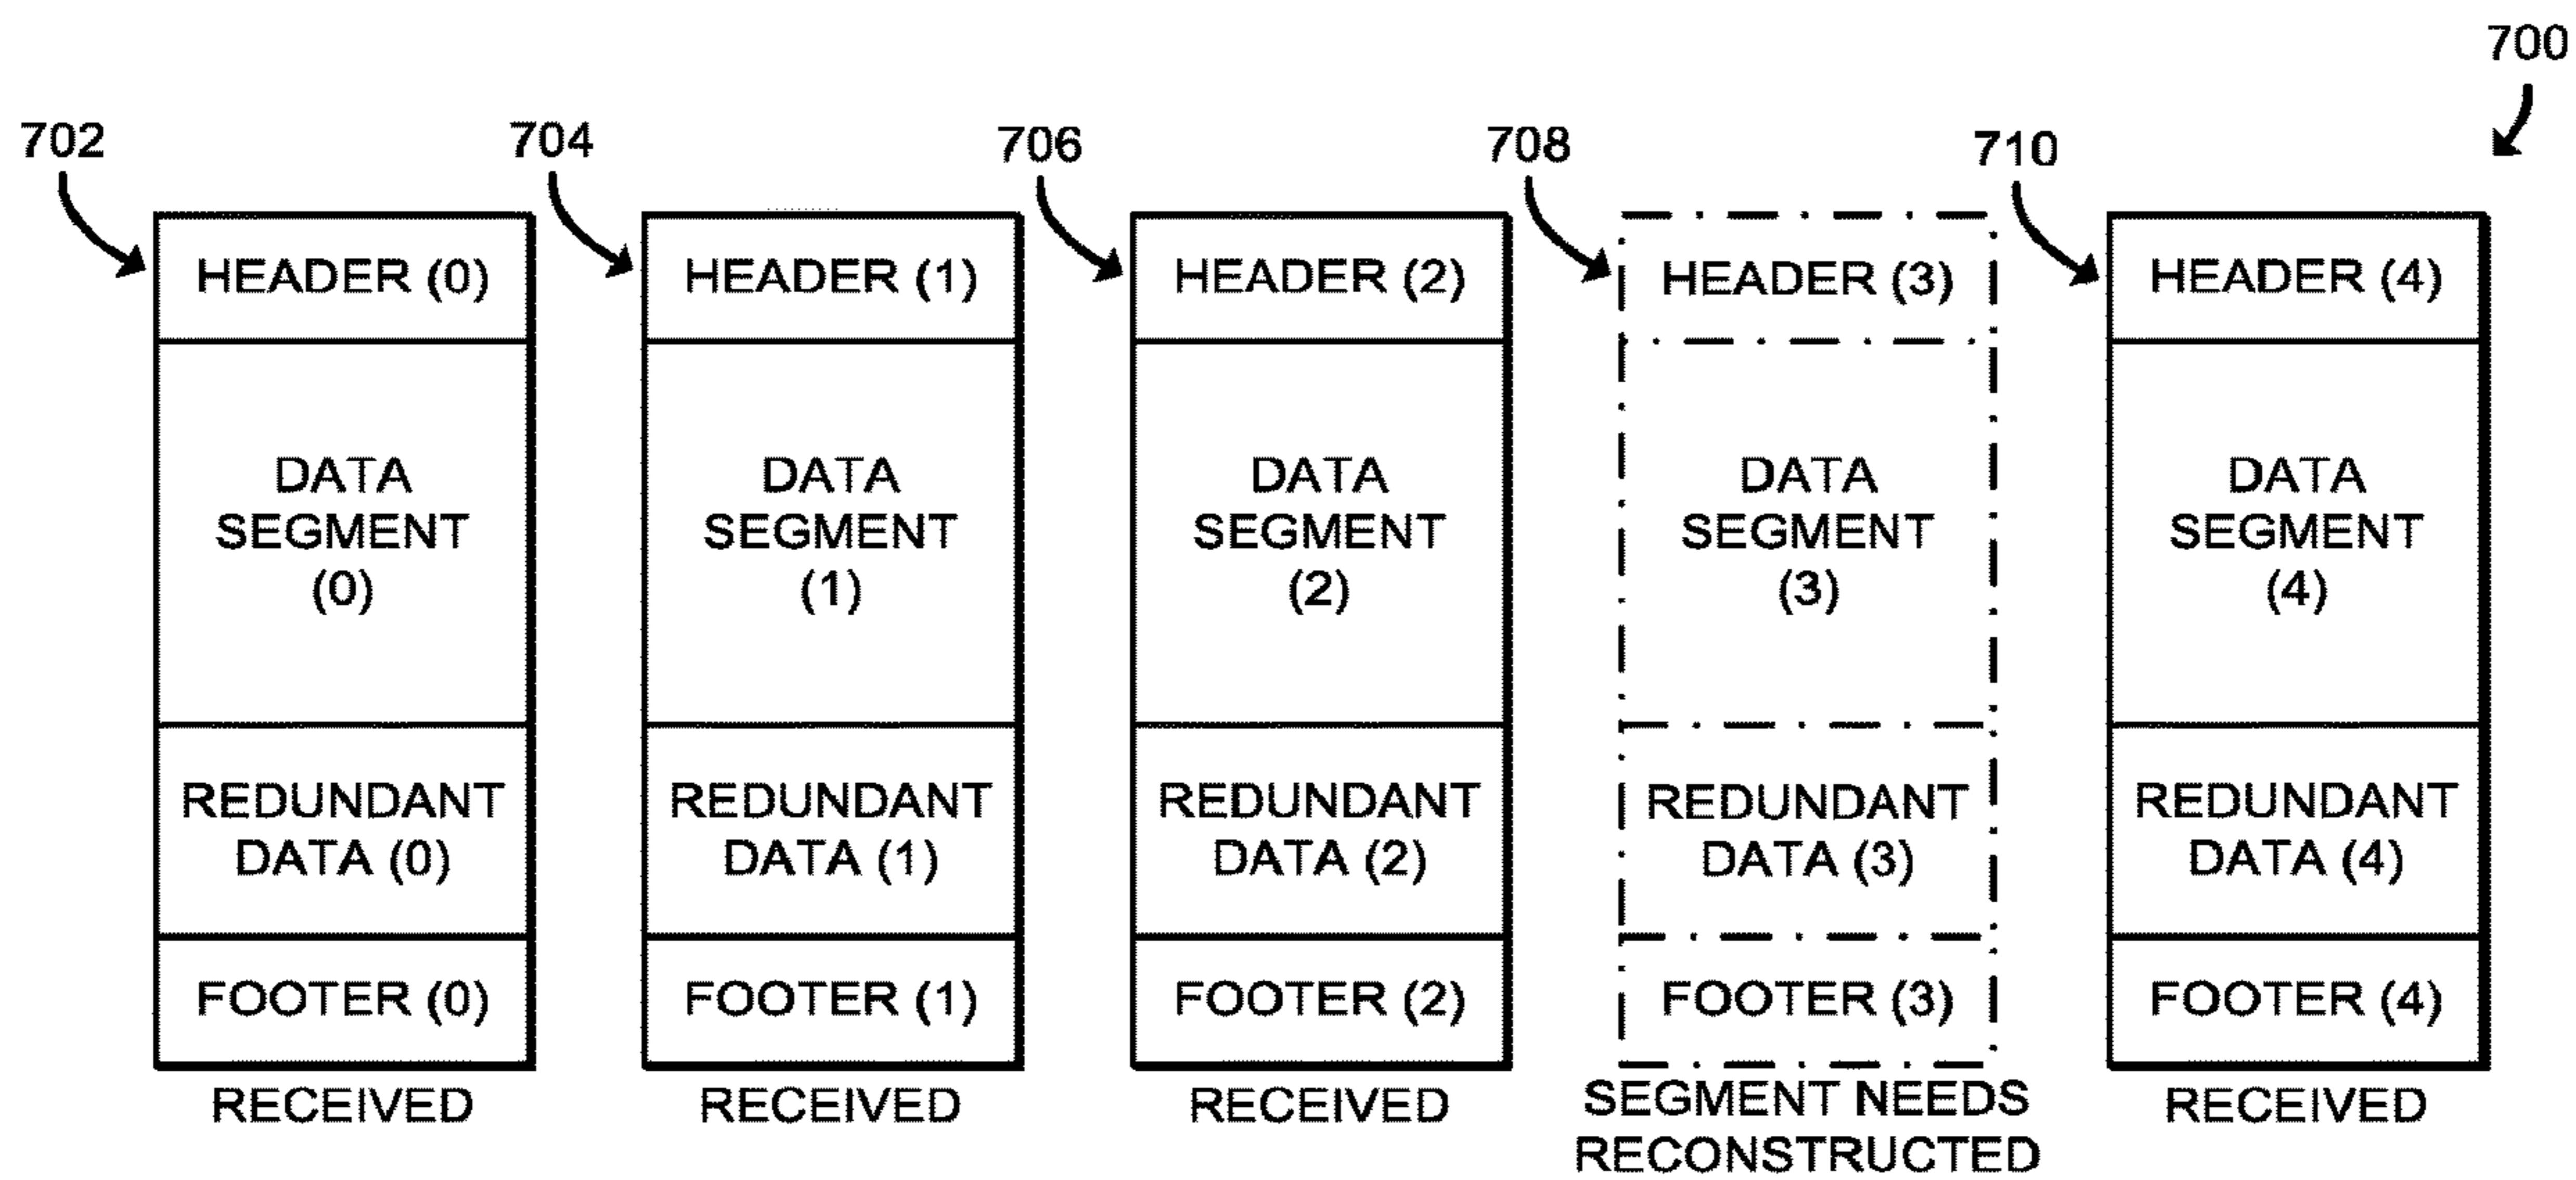 700
702
704
706
708
710
HEADER (0)
DATA
SEGMENT
(0)
REDUNDANT
DATA (0)
FOOTER (0)
RECEIVED
HEADER (1)
DATA
SEGMENT
(1)
REDUNDANT
DATA (1)
FOOTER (1)
RECEIVED
HEADER (2)
DATA
SEGMENT
(2)
REDUNDANT
DATA (2)
FOOTER (2)
RECEIVED
HEADER (3)
DATA
SEGMENT
(3)
REDUNDANT
DATA (3)
FOOTER (3)
SEGMENT NEEDS
RECONSTRUCTED
HEADER (4)
DATA
SEGMENT
(4)
REDUNDANT
DATA (4)
FOOTER (4)
RECEIVED